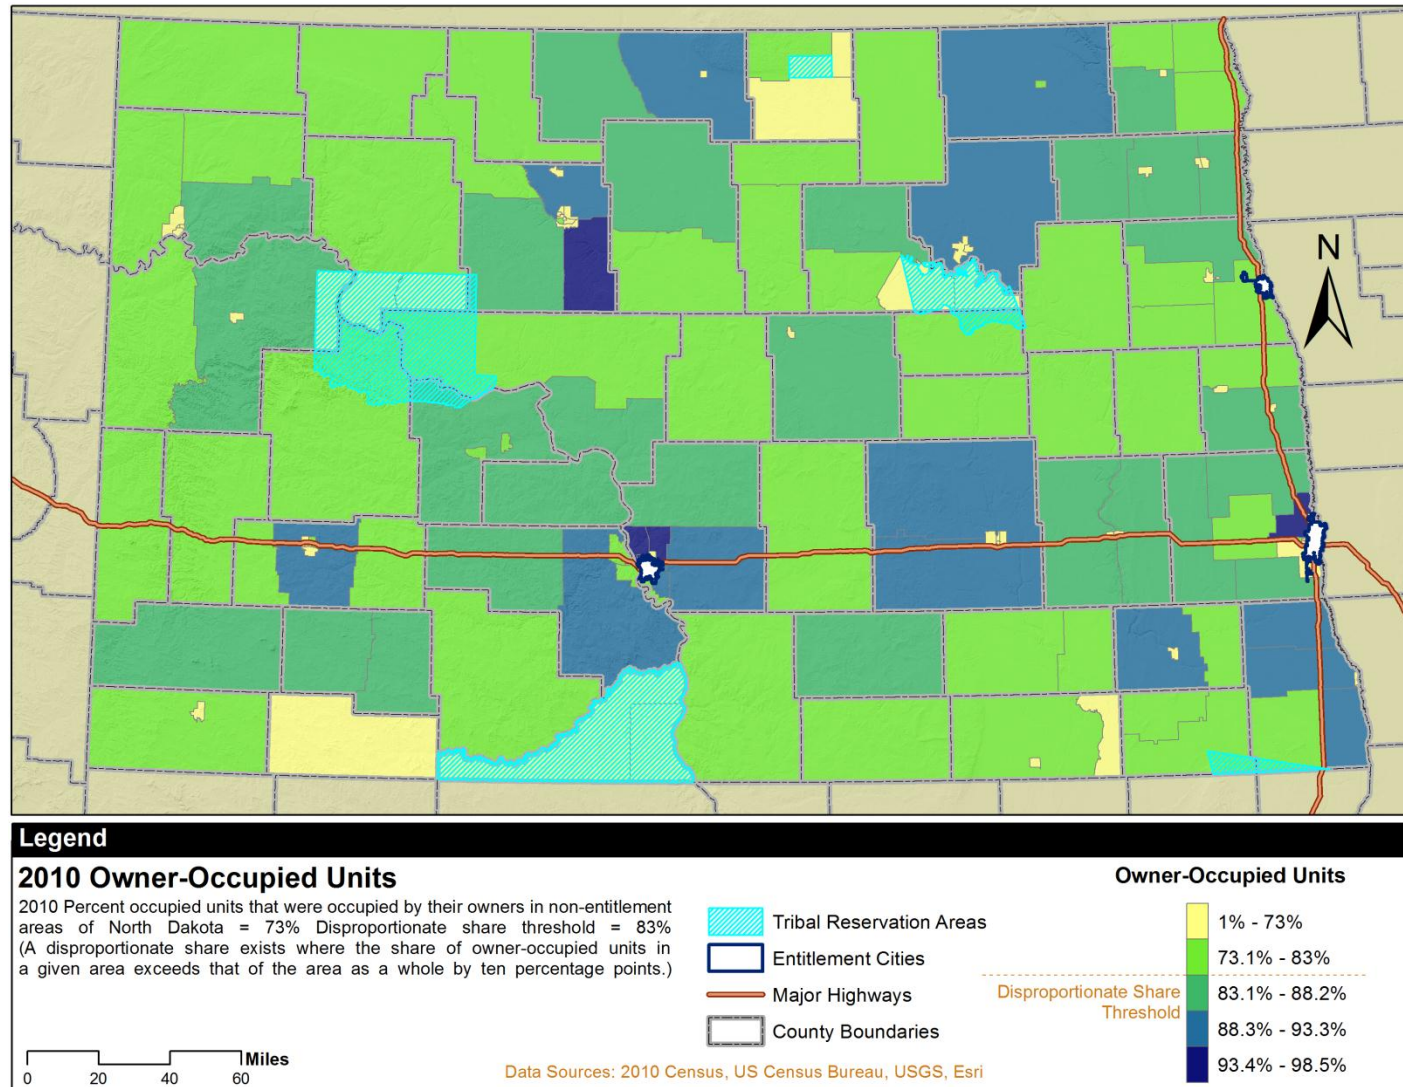 N
Legend
2010 Owner-Occupied Units
2010 Percent occupied units that were occupied by their owners in non-entitlement
areas of North Dakota = 73% Disproportionate share threshold = 83%
(A disproportionate share exists where the share of owner-occupied units in
a given area exceeds that of the area as a whole by ten percentage points.)
Miles
0 20 40 60
Tribal Reservation Areas
Entitlement Cities
Major Highways
County Boundaries
Data Sources: 2010 Census, US Census Bureau, USGS, Esri
Owner-Occupied Units
1% - 73%
73.1% - 83%
Disproportionate Share
Threshold
83.1% - 88.2%
88.3% - 93.3%
93.4% - 98.5%